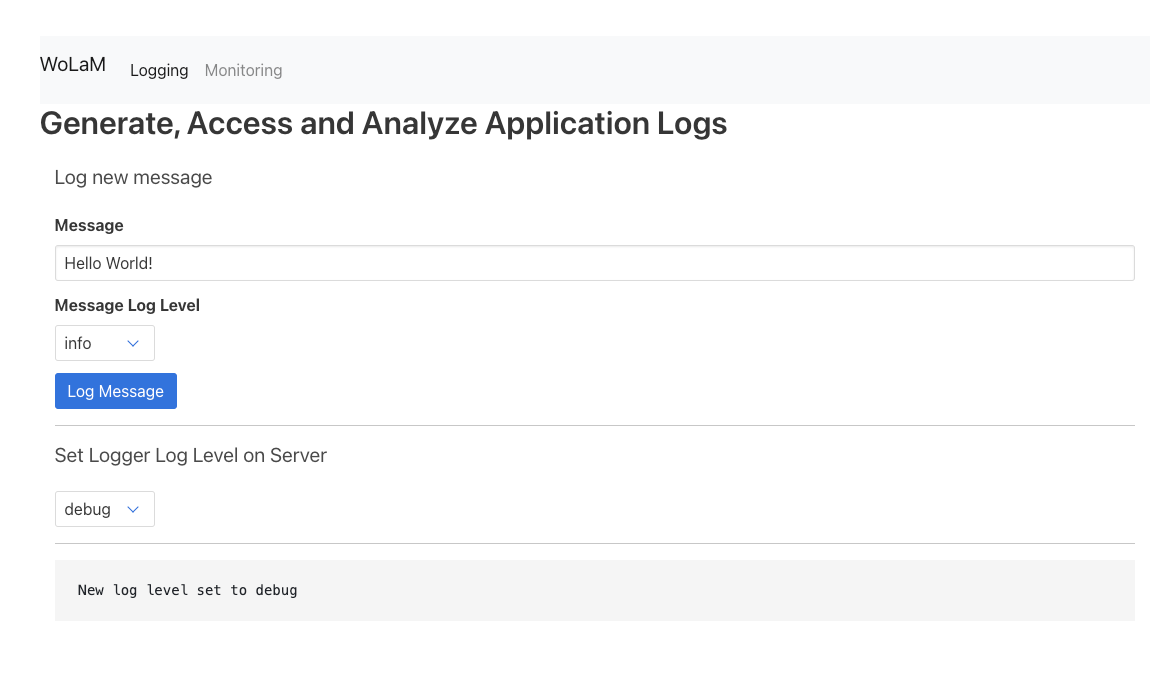 WoLaM Logging Monitoring
Generate, Access and Analyze Application Logs
Log new message
Message
Hello World!
Message Log Level
info
Log Message
Set Logger Log Level on Server
debug
New log level set to debug